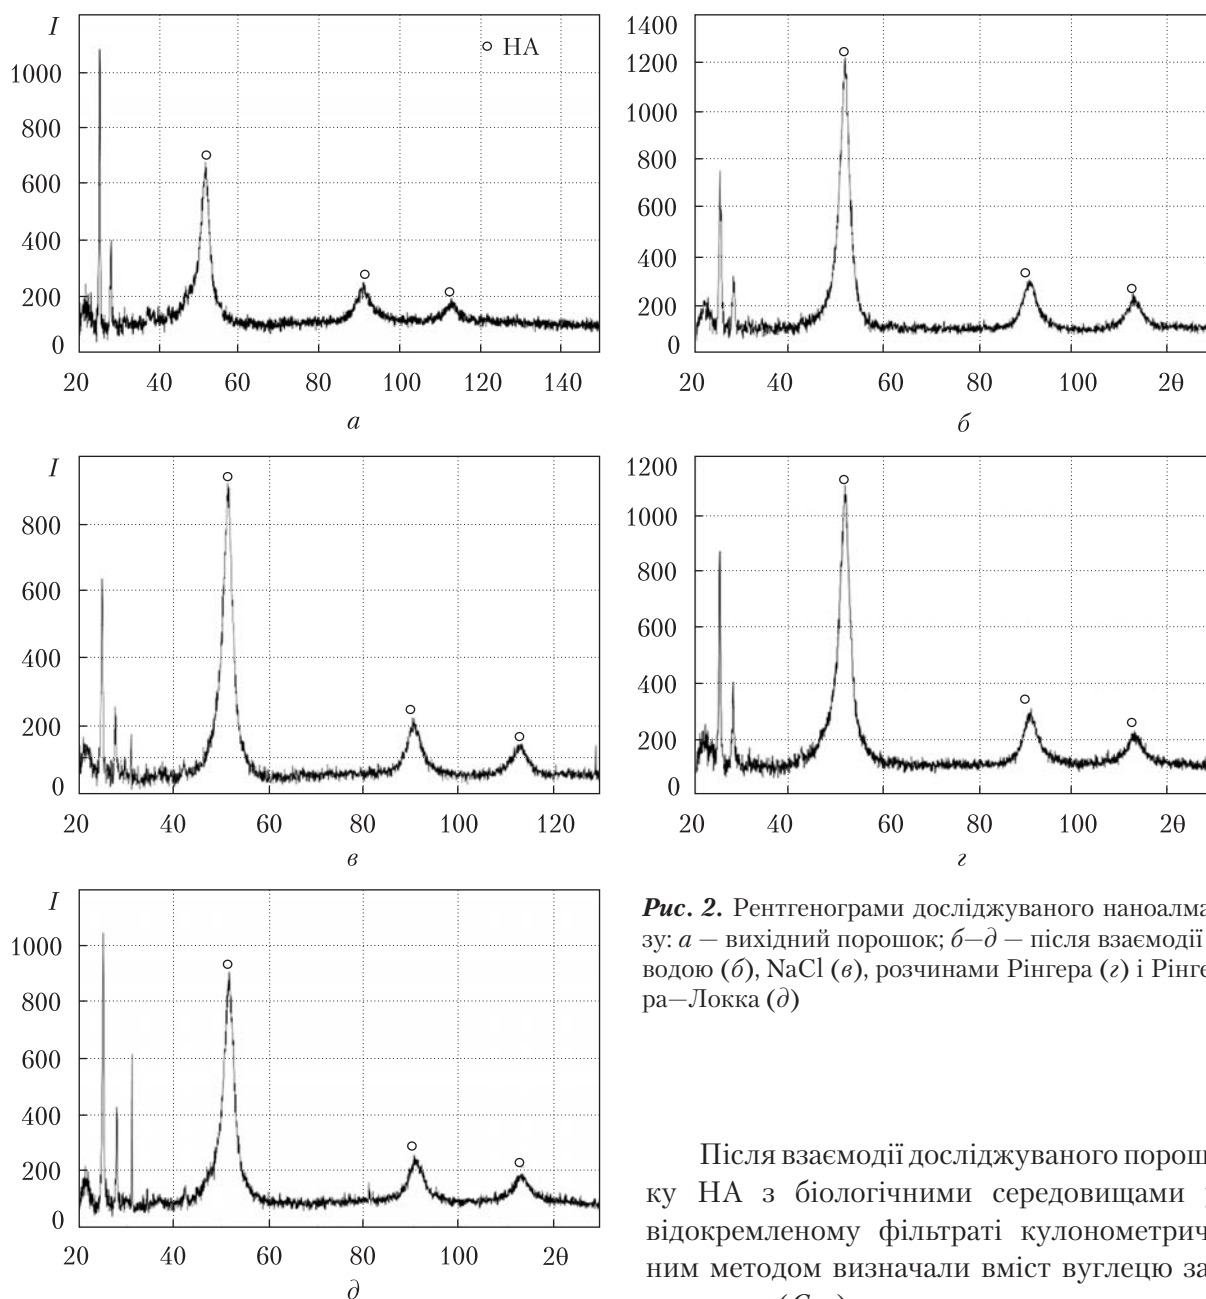 I
1000
800
600
400
200
0
20 40 60 80 100 120 140
НА
а
1400
1200
1000
800
600
400
200
0
20 40 60 80 100 2θ
б
I
800
600
400
200
0
20 40 60 80 100 120
в
1200
1000
800
600
400
200
0
20 40 60 80 100 2θ
г
I
1000
800
600
400
200
0
20 40 60 80 100 2θ
д
Рис. 2. Рентгенограми досліджуваного наноалма-
зу: а — вихідний порошок; б—д — після взаємодії
водою (б), NaCl (в), розчинами Рінгера (г) і Рінге-
ра—Локка (д)
Після взаємодії досліджуваного порош
ку НА з біологічними середовищами
відокремленому фільтраті кулонометрич
ним методом визначали вміст вуглецю за